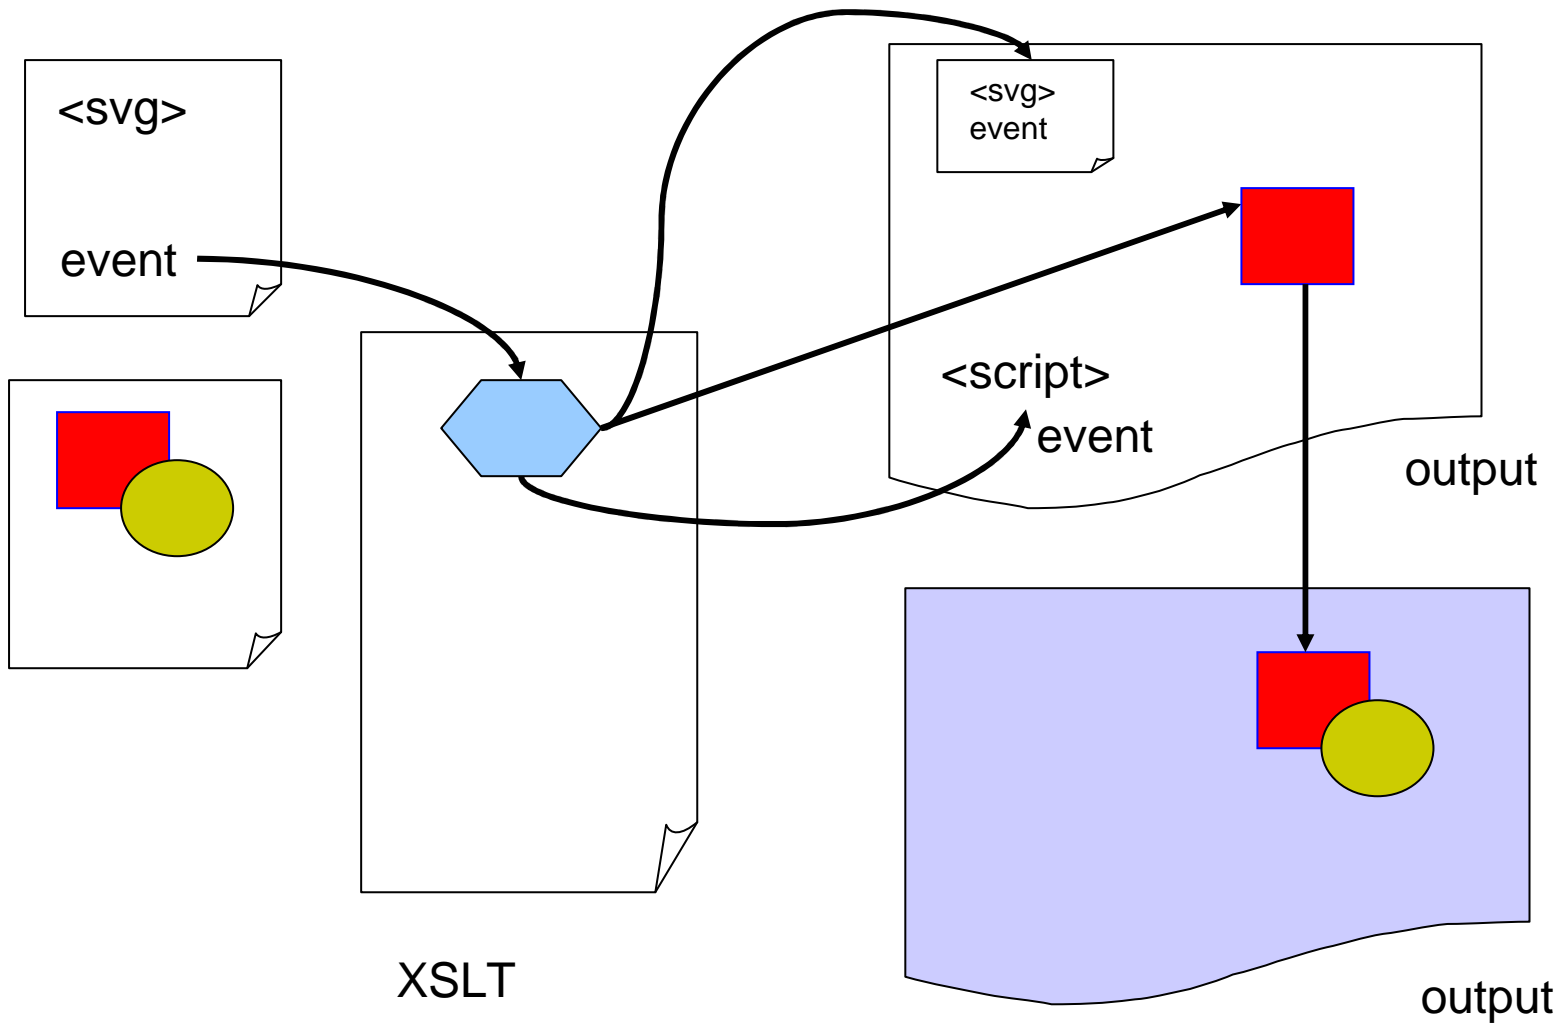 <svg>
event
XSLT
<svg>
event
<script>
event
output
output